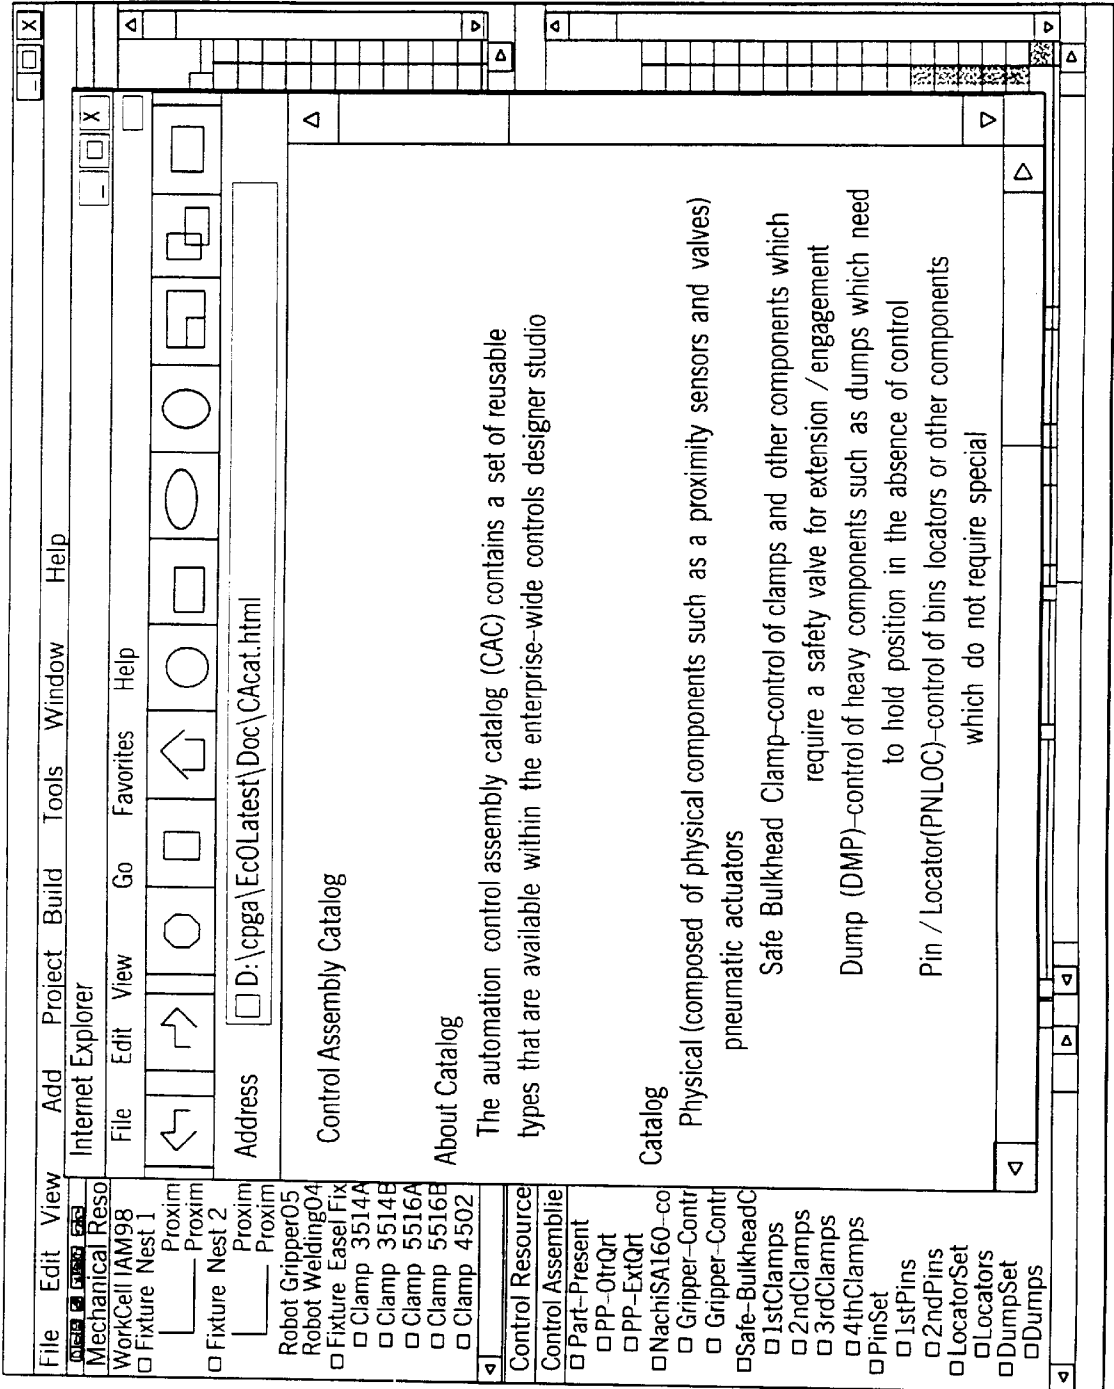 File Edit View Add Project Build Tools Window Help
Mechanical Reso
WorkCell IAM98
Fixture Nest 1
Proxim
Proxim
Fixture Nest 2
Proxim
Proxim
Robot Gripper05
Robot Welding04
Fixture Easel Fix
Clamp 3514A
Clamp 3514B
Clamp 5516A
Clamp 5516B
Clamp 4502
Control Resource
Control Assemblie
Part-Present
PP-OtrQrt
PP-ExtQrt
NachiSA160-co
Gripper-Contr
Gripper-Contr
Safe-BulkheadC
1stClamps
2ndClamps
3rdClamps
4thClamps
PinSet
1stPins
2ndPins
LocatorSet
Locators
DumpSet
Dumps
Internet Explorer
File Edit View Go Favorites Help
Address D:\cpga\EcOLatest\Doc\CAcat.html
Control Assembly Catalog
About Catalog
The automation control assembly catalog (CAC) contains a set of reusable
types that are available within the enterprise-wide controls designer studio
Catalog
Physical (composed of physical components such as a proximity sensors and valves)
pneumatic actuators
Safe Bulkhead Clamp-control of clamps and other components which
require a safety valve for extension / engagement
Dump (DMP)-control of heavy components such as dumps which need
to hold position in the absence of control
Pin / Locator(PNLOC)-control of bins locators or other components
which do not require special